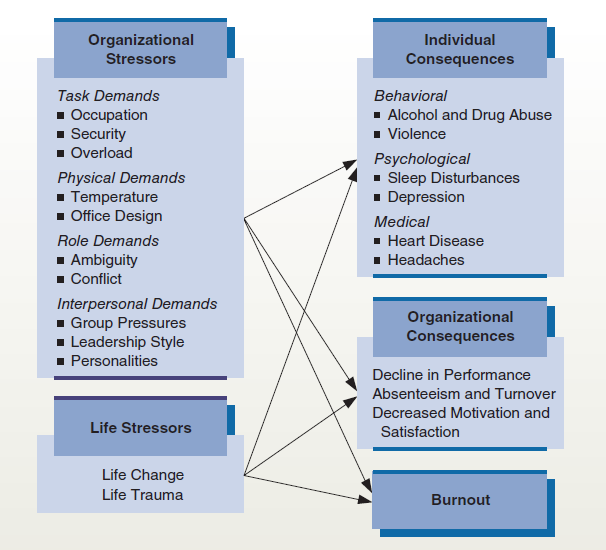 Organizational
Stressors
Task Demands
■ Occupation
■ Security
■ Overload
Physical Demands
■ Temperature
■ Office Design
Role Demands
■ Ambiguity
■ Conflict
Interpersonal Demands
■ Group Pressures
■ Leadership Style
■ Personalities
Life Stressors
Life Change
Life Trauma
Individual
Consequences
Behavioral
■ Alcohol and Drug Abuse
■ Violence
Psychological
■ Sleep Disturbances
■ Depression
Medical
■ Heart Disease
■ Headaches
Organizational
Consequences
Decline in Performance
Absenteeism and Turnover
Decreased Motivation and
Satisfaction
Burnout